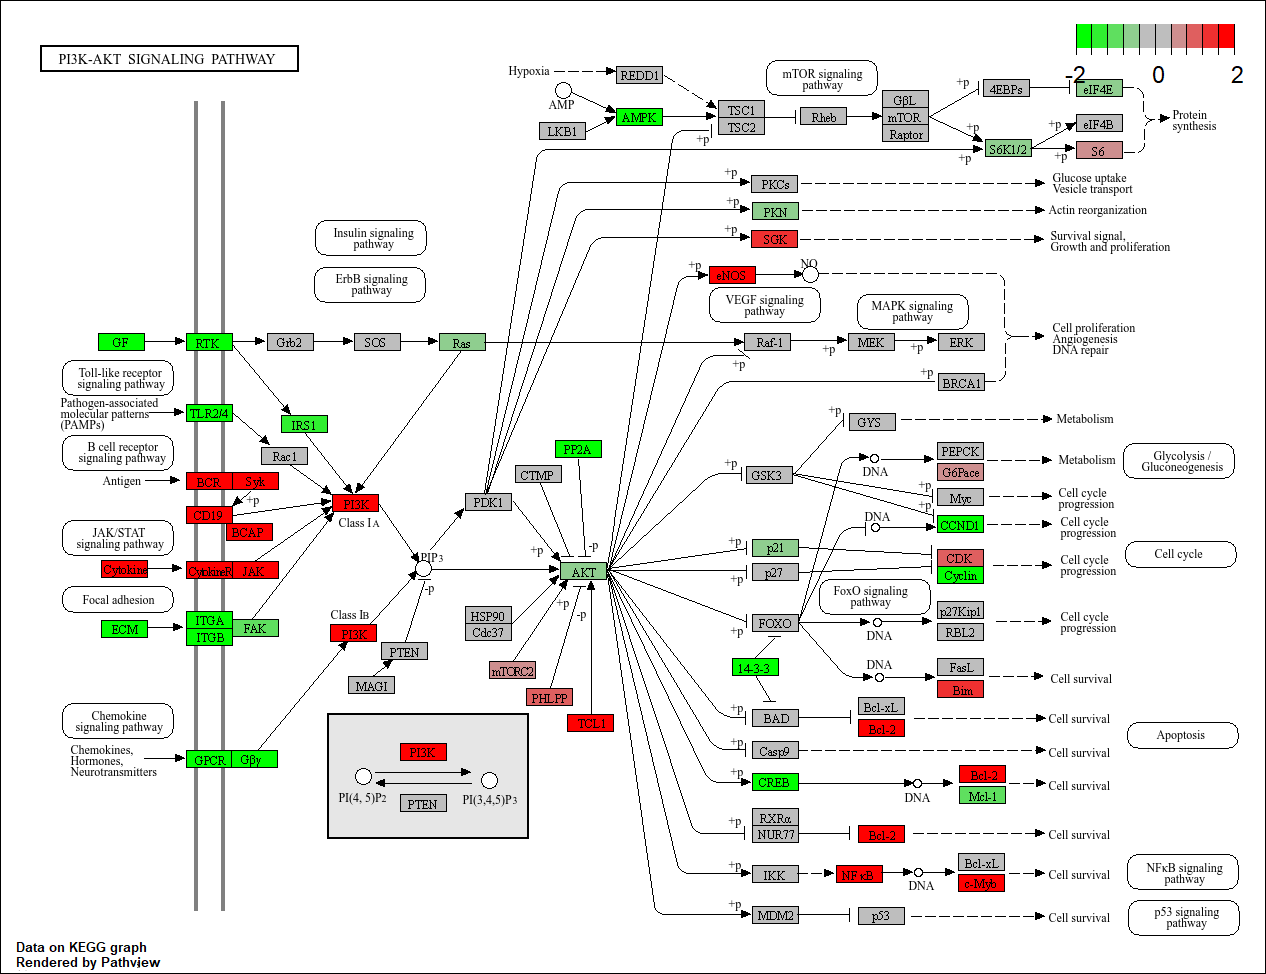 PI3K-AKT SIGNALING PATHWAY
-2 0 2
Hypoxia
REDD1
AMP
LKB1
AMPK
TSC1
TSC2
+p
mTOR signaling
pathway
Rheb
GβL
mTOR
Raptor
+p
4EBPs
eIF4E
+p
+p
S6K1/2
+p
eIF4B
+p
S6
Protein
synthesis
+p
PKCs
Glucose uptake
Vesicle transport
+p
PKN
Actin reorganization
+p
SGK
Survival signal,
Growth and proliferation
Insulin signaling
pathway
ErbB signaling
pathway
+p
eNOS
NO
VEGF signaling
pathway
MAPK signaling
pathway
GF
RTK
Grb2
SOS
Ras
Raf-1
+p
+p
MEK
+p
ERK
Cell proliferation
Angiogenesis
DNA repair
+p
BRCA1
Toll-like receptor
signaling pathway
Pathogen-associated
molecular patterns
(PAMPs)
TLR2/4
IRS1
Rac1
B cell receptor
signaling pathway
Antigen
BCR
Syk
+p
CD19
BCAP
PI3K
Class IA
JAK/STAT
signaling pathway
Cytokine
CytokineR
JAK
Focal adhesion
ECM
ITGA
ITGB
FAK
PIP3
-p
Class IB
PI3K
PTEN
MAGI
Chemokine
signaling pathway
Chemokines,
Hormones,
Neurotransmitters
GPCR
Gβγ
PDK1
CTMP
PP2A
+p
-p
AKT
HSP90
Cdc37
+p
-p
mTORC2
PHLPP
TCL1
PI3K
PI(4, 5)P2
PI(3,4,5)P3
PTEN
GYS
Metabolism
+p
GSK3
PEPCK
G6Pace
DNA
Metabolism
Glycolysis /
Gluconeogenesis
+p
Myc
Cell cycle
progression
+p
DNA
CCND1
Cell cycle
progression
+p
p21
+p
p27
CDK
Cyclin
Cell cycle
progression
Cell cycle
FoxO signaling
pathway
+p
FOXO
DNA
p27Kip1
RBL2
Cell cycle
progression
14-3-3
DNA
FasL
Bim
Cell survival
+p
BAD
Bcl-xL
Bcl-2
Cell survival
Apoptosis
+p
Casp9
Cell survival
+p
CREB
DNA
Bcl-2
Mcl-1
Cell survival
+p
RXRα
NUR77
Bcl-2
Cell survival
+p
IKK
NFκB
DNA
Bcl-xL
c-Myb
Cell survival
NFκB signaling
pathway
+p
MDM2
p53
Cell survival
p53 signaling
pathway
Data on KEGG graph
Rendered by Pathview